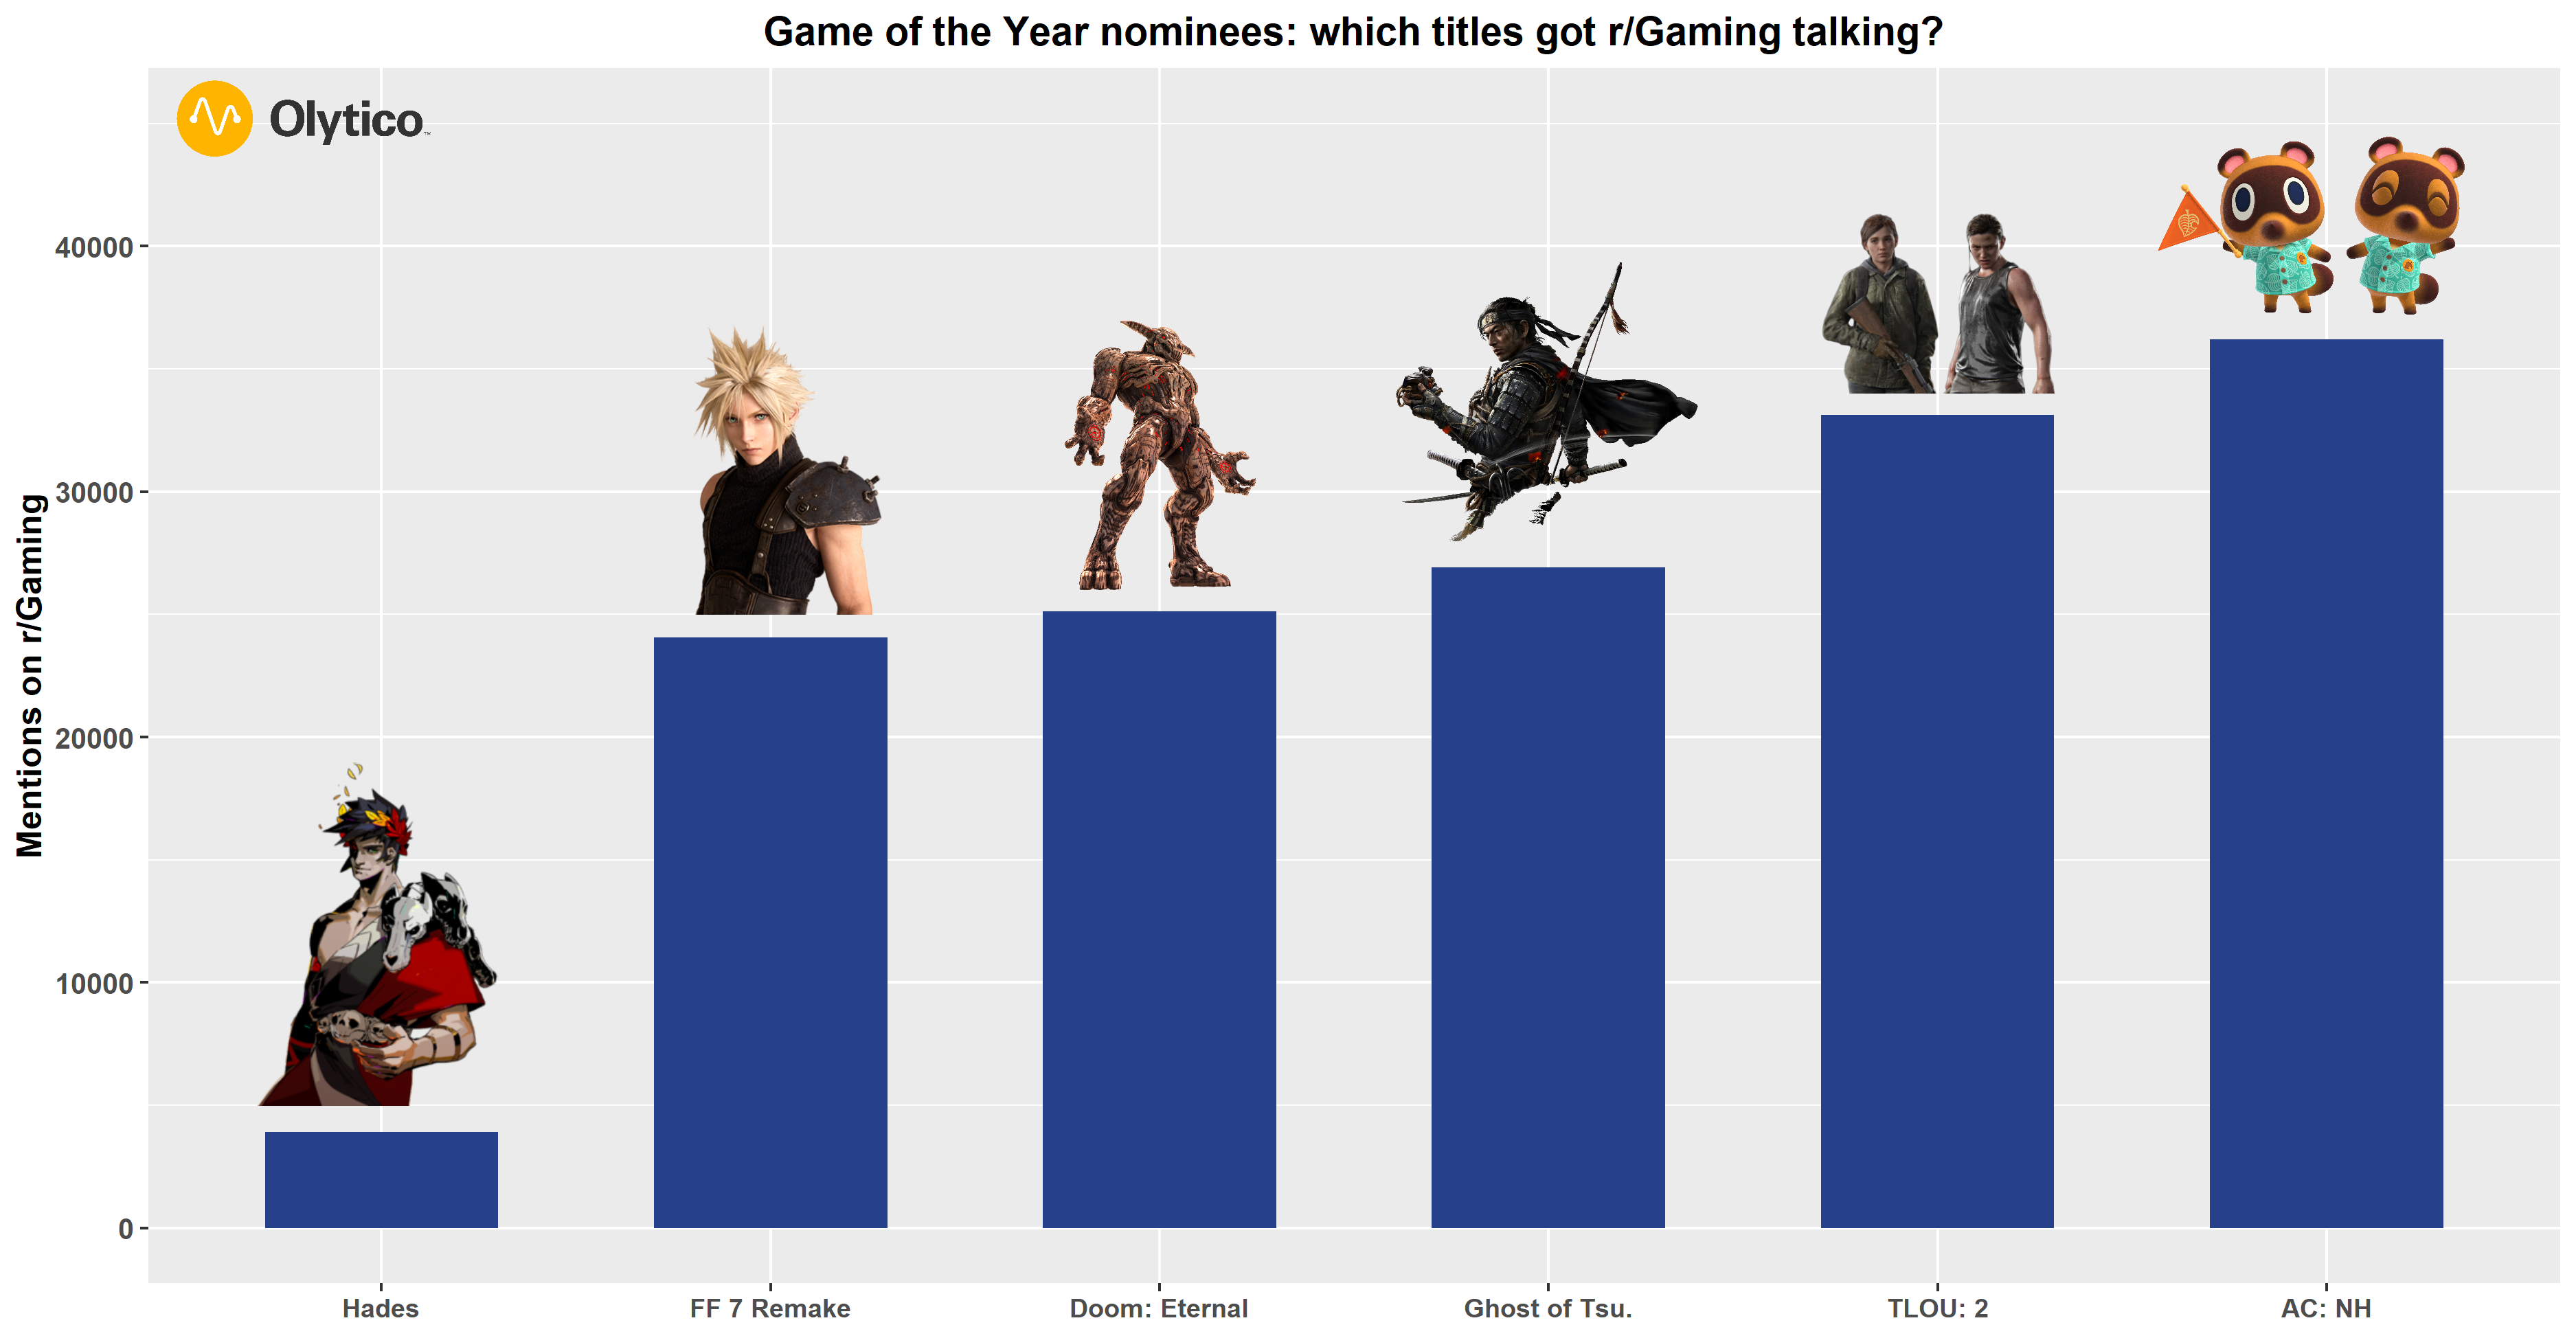 Game of the Year nominees: which titles got r/Gaming talking?
Olytico™
Mentions on r/Gaming
40000
30000
20000
10000
0
Hades
FF 7 Remake
Doom: Eternal
Ghost of Tsu.
TLOU: 2
AC: NH